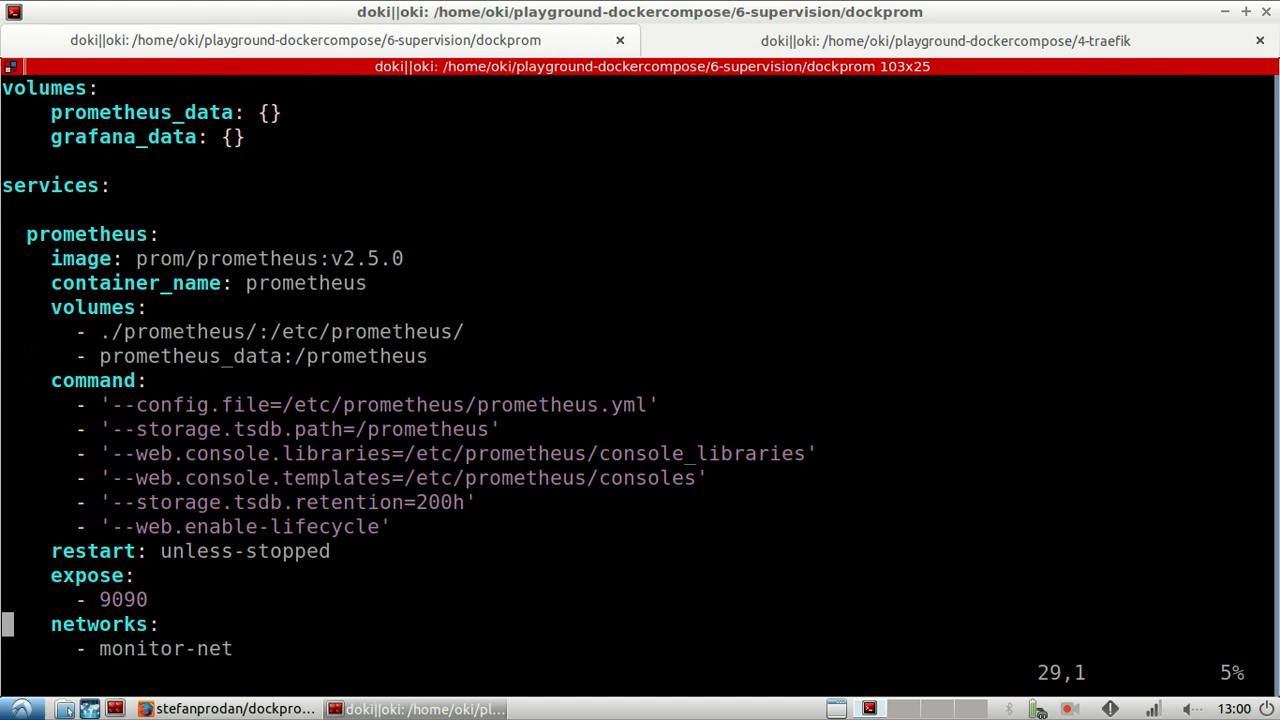 doki||oki: /home/oki/playground-dockercompose/6-supervision/dockprom
doki||oki: /home/oki/playground-dockercompose/6-supervision/dockprom
doki||oki: /home/oki/playground-dockercompose/4-traefik
doki||oki: /home/oki/playground-dockercompose/6-supervision/dockprom 103x25
volumes:
    prometheus_data: {}
    grafana_data: {}
services:
  prometheus:
    image: prom/prometheus:v2.5.0
    container_name: prometheus
    volumes:
      - ./prometheus/:/etc/prometheus/
      - prometheus_data:/prometheus
    command:
      - '--config.file=/etc/prometheus/prometheus.yml'
      - '--storage.tsdb.path=/prometheus'
      - '--web.console.libraries=/etc/prometheus/console_libraries'
      - '--web.console.templates=/etc/prometheus/consoles'
      - '--storage.tsdb.retention=200h'
      - '--web.enable-lifecycle'
    restart: unless-stopped
    expose:
      - 9090
    networks:
      - monitor-net
29,1 5%
stefanprodan/dockpro...
doki||oki: /home/oki/pl...
13:00